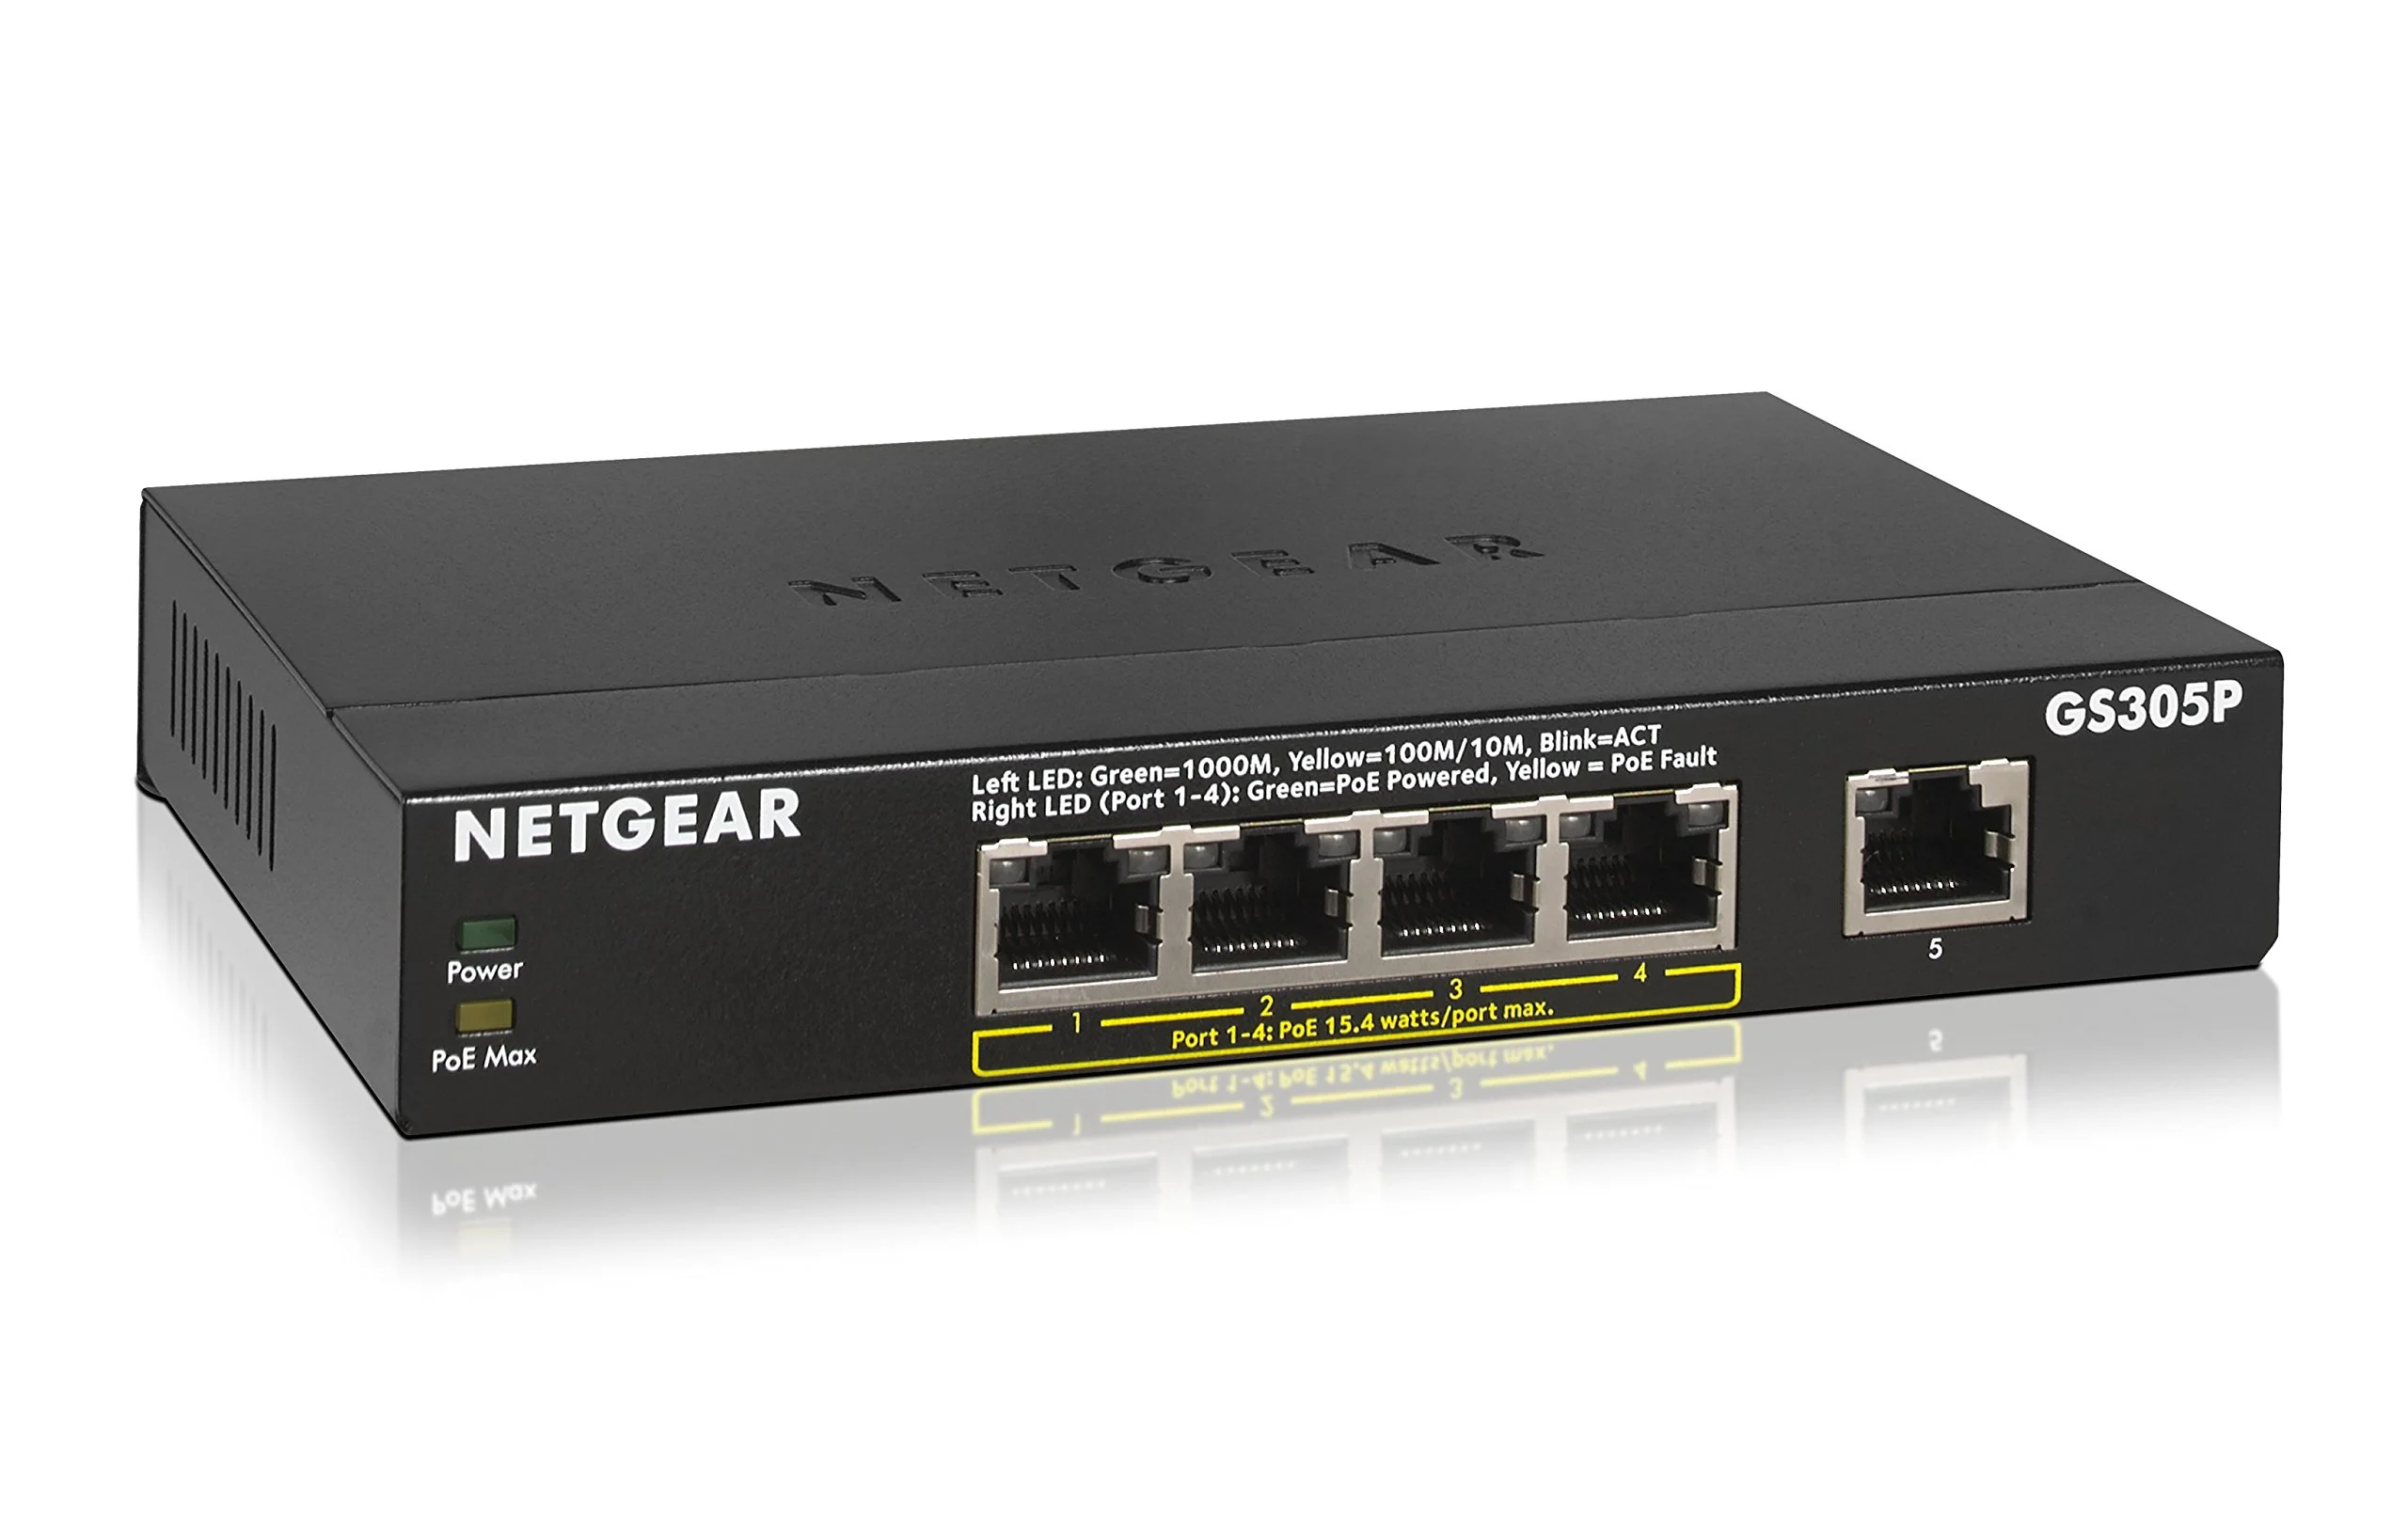 NETGEAR
GS305P
Left LED: Green=1000M, Yellow=100M/10M, Blink=ACT
Right LED (Port 1-4): Green=PoE Powered, Yellow = PoE Fault
NETGEAR
Power
PoE Max
1 2 3 4
5
Port 1-4: PoE 15.4 watts/port max.